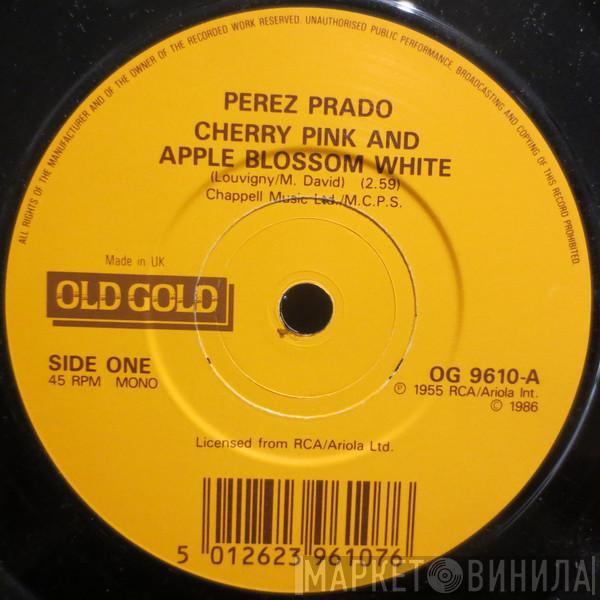 ALL RIGHTS OF THE MANUFACTURER AND OF THE OWNER OF THE RECORDED WORK RESERVED. UNAUTHORISED PUBLIC PERFORMANCE, BROADCASTING AND COPYING OF THIS RECORD PROHIBITED.
PEREZ PRADO
CHERRY PINK AND
APPLE BLOSSOM WHITE
(Louvigny/M. David) (2.59)
Chappell Music Ltd./M.C.P.S.
Made in UK
OLD GOLD
SIDE ONE
45 RPM MONO
OG 9610-A
℗ 1955 RCA/Ariola Int.
© 1986
Licensed from RCA/Ariola Ltd.
5 012623 961076
МАРКЕТ ВИНИЛА